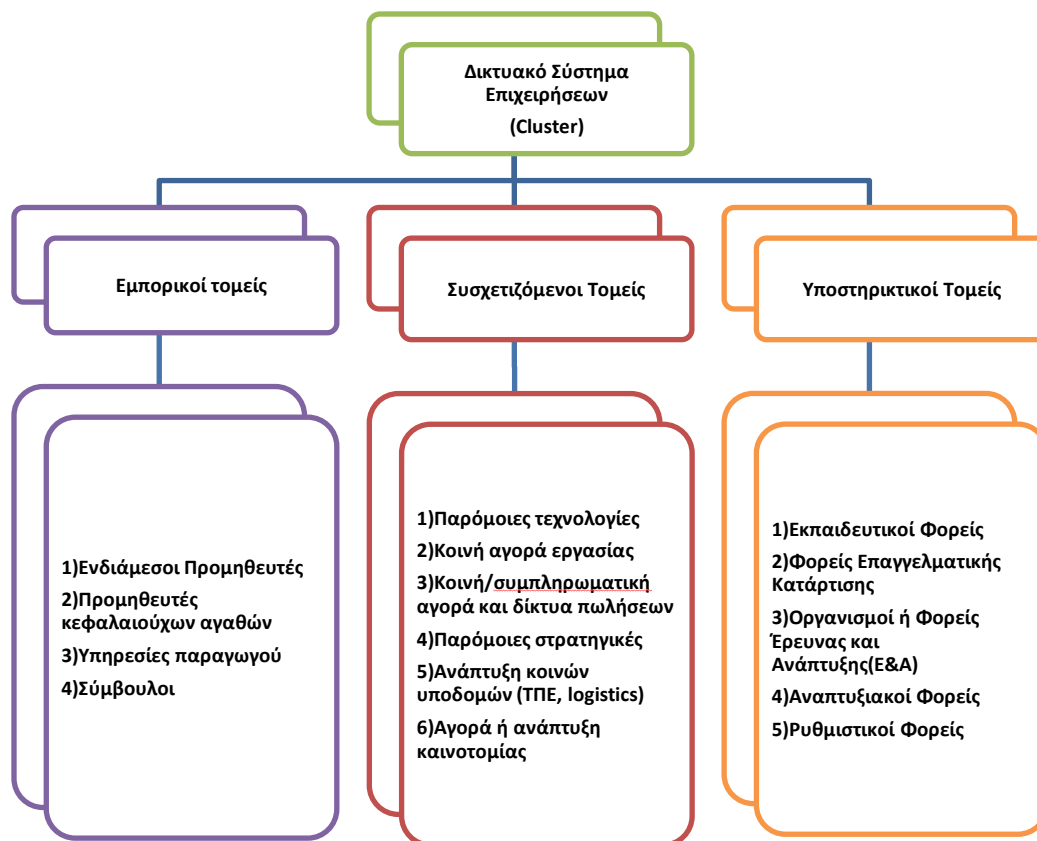 Δικτυακό Σύστημα
Επιχειρήσεων
(Cluster)
Εμπορικοί τομείς
Συσχετιζόμενοι Τομείς
Υποστηρικτικοί Τομείς
1)Ενδιάμεσοι Προμηθευτές
2)Προμηθευτές
κεφαλαιούχων αγαθών
3)Υπηρεσίες παραγωγού
4)Σύμβουλοι
1)Παρόμοιες τεχνολογίες
2)Κοινή αγορά εργασίας
3)Κοινή/συμπληρωματική
αγορά και δίκτυα πωλήσεων
4)Παρόμοιες στρατηγικές
5)Ανάπτυξη κοινών
υποδομών (ΤΠΕ, logistics)
6)Αγορά ή ανάπτυξη
καινοτομίας
1)Εκπαιδευτικοί Φορείς
2)Φορείς Επαγγελματικής
Κατάρτισης
3)Οργανισμοί ή Φορείς
Έρευνας και
Ανάπτυξης(Ε&Α)
4)Αναπτυξιακοί Φορείς
5)Ρυθμιστικοί Φορείς